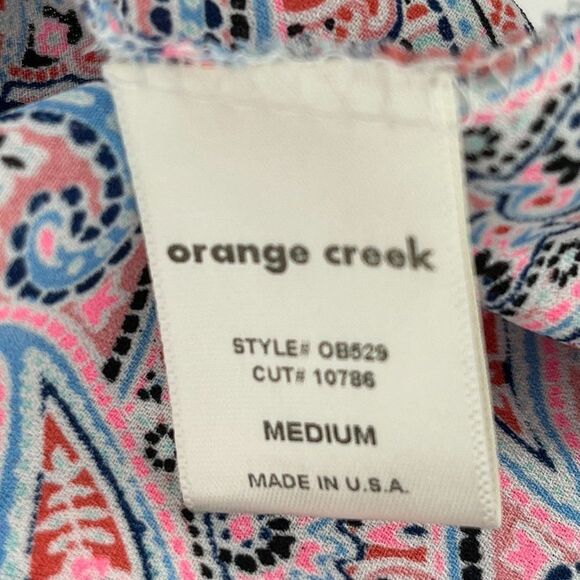 orange creek
STYLE# OB529
CUT# 10786
MEDIUM
MADE IN U.S.A.